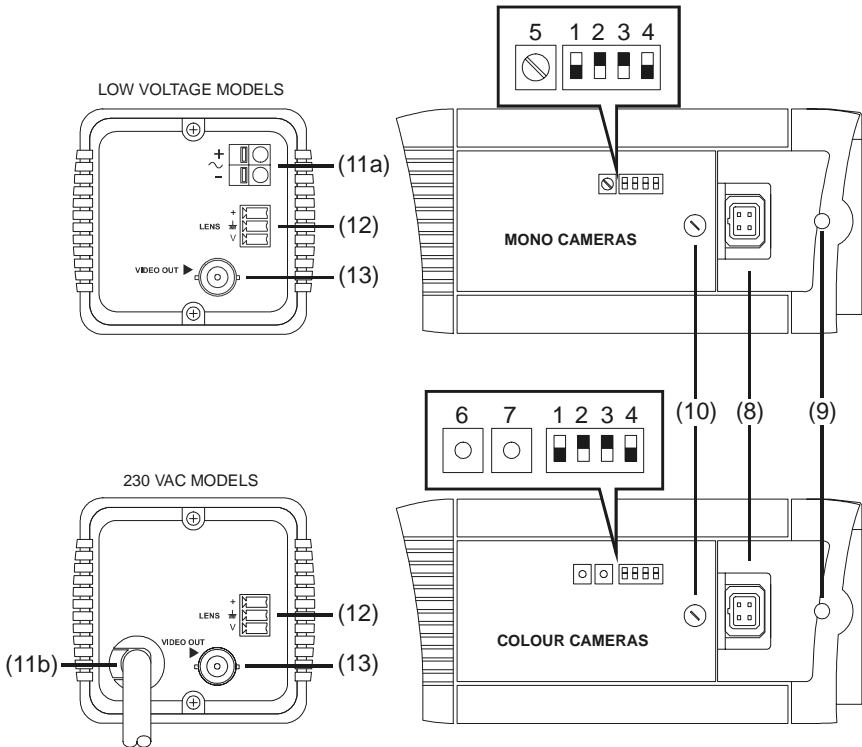 5 1 2 3 4
LOW VOLTAGE MODELS
+
-
(11a)
+
LENS
V
(12)
VIDEO OUT
(13)
MONO CAMERAS
(10) (8) (9)
6 7 1 2 3 4
230 VAC MODELS
+
LENS
V
(12)
VIDEO OUT
(11b)
(13)
COLOUR CAMERAS